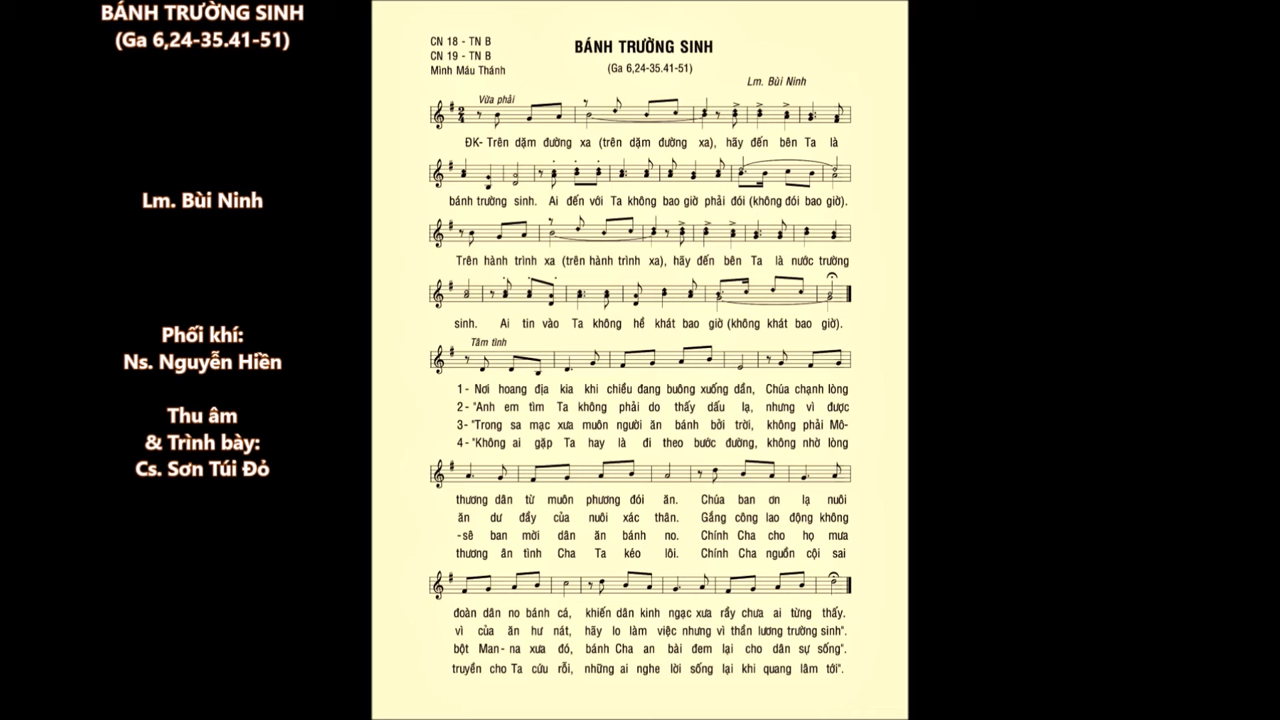 BÁNH TRƯỜNG SINH
(Ga 6,24-35.41-51)
Lm. Bùi Ninh
Phối khí:
Ns. Nguyễn Hiền
Thu âm
& Trình bày:
Cs. Sơn Túi Đỏ
CN 18 - TN B
CN 19 - TN B
Mình Máu Thánh
BÁNH TRƯỜNG SINH
(Ga 6,24-35.41-51)
Lm. Bùi Ninh
Vừa phải
ĐK- Trên dặm đường xa (trên dặm đường xa), hãy đến bên Ta là
bánh trường sinh. Ai đến với Ta không bao giờ phải đói (không đói bao giờ).
Trên hành trình xa (trên hành trình xa), hãy đến bên Ta là nước trường
sinh. Ai tin vào Ta không hề khát bao giờ (không khát bao giờ).
Tâm tình
1- Nơi hoang địa kia khi chiều đang buông xuống dần, Chúa chạnh lòng
2- "Anh em tìm Ta không phải do thấy dấu lạ, nhưng vì được
3- "Trong sa mạc xưa muôn người ăn bánh bởi trời, không phải Mô-
4- "Không ai gặp Ta hay là đi theo bước đường, không nhờ lòng
thương dân từ muôn phương đói ăn. Chúa ban ơn lạ nuôi
ăn dư đầy của nuôi xác thân. Gắng công lao động không
-sê ban mời dân ăn bánh no. Chính Cha cho họ mưa
thương ân tình Cha Ta kéo lôi. Chính Cha nguồn cội sai
đoàn dân no bánh cá, khiến dân kinh ngạc xưa rầy chưa ai từng thấy.
vì của ăn hư nát, hãy lo làm việc nhưng vì thần lương trường sinh".
bột Man-na xưa đó, bánh Cha an bài đem lại cho dân sự sống".
truyền cho Ta cứu rỗi, những ai nghe lời sống lại khi quang lâm tới".